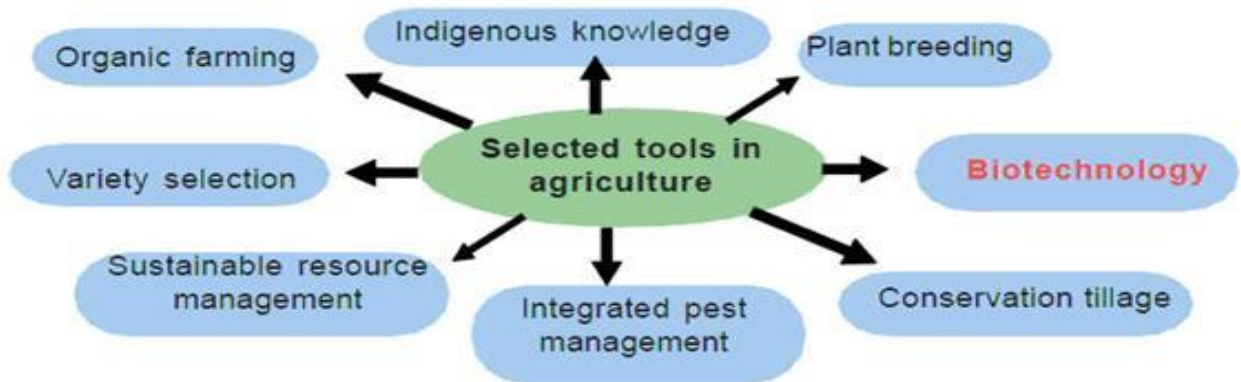 Indigenous knowledge
Plant breeding
Organic farming
Selected tools in
agriculture
Biotechnology
Variety selection
Sustainable resource
management
Integrated pest
management
Conservation tillage